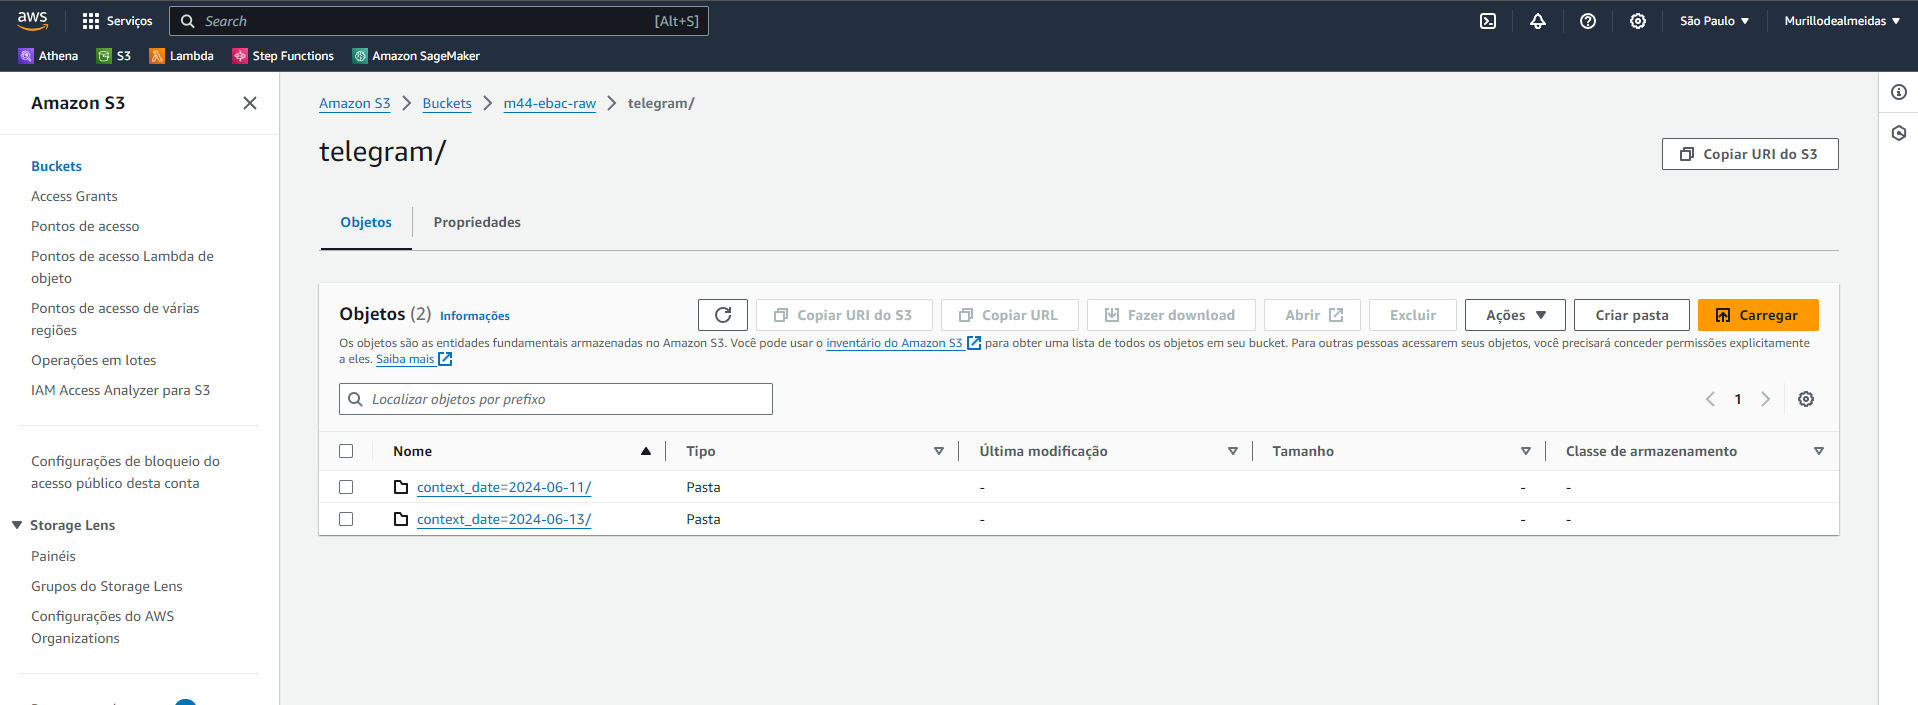 aws
Serviços
Search
[Alt+S]
São Paulo
Murillodealmeidas
Athena
S3
Lambda
Step Functions
Amazon SageMaker
Amazon S3
Buckets
Access Grants
Pontos de acesso
Pontos de acesso Lambda de
objeto
Pontos de acesso de várias
regiões
Operações em lotes
IAM Access Analyzer para S3
Configurações de bloqueio do
acesso público desta conta
Storage Lens
Painéis
Grupos do Storage Lens
Configurações do AWS
Organizations
Amazon S3 > Buckets > m44-ebac-raw > telegram/
telegram/
Copiar URI do S3
Objetos
Propriedades
Objetos (2) Informações
Copiar URI do S3
Copiar URL
Fazer download
Abrir
Excluir
Ações
Criar pasta
Carregar
Os objetos são as entidades fundamentais armazenadas no Amazon S3. Você pode usar o inventário do Amazon S3 para obter uma lista de todos os objetos em seu bucket. Para outras pessoas acessarem seus objetos, você precisará conceder permissões explicitamente
a eles. Saiba mais
Localizar objetos por prefixo
1
Nome Tipo Última modificação Tamanho Classe de armazenamento
context_date=2024-06-11/ Pasta - - -
context_date=2024-06-13/ Pasta - - -